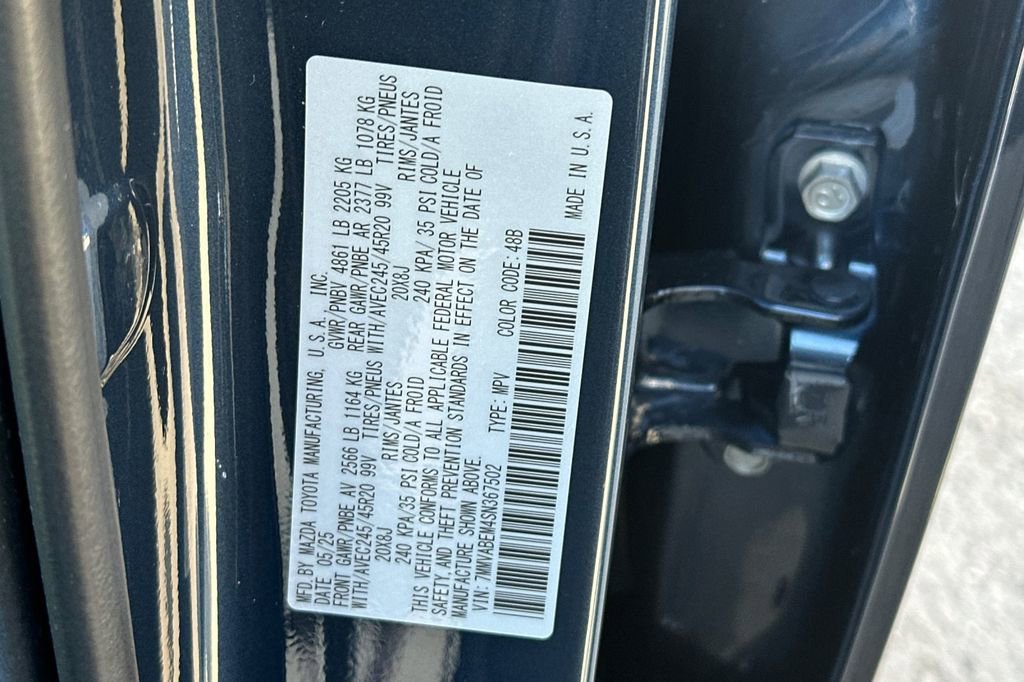 MFD.BY MAZDA TOYOTA MANUFACTURING, U.S.A. INC.
DATE 05/25 GVWR/PNBV 4861 LB 2205 KG
FRONT GAWR/PNBE AV 2566 LB 1164 KG REAR GAWR/PNBE AR 2377 LB 1078 KG
WITH/AVEC245/45R20 99V TIRES/PNEUS WITH/AVEC245/45R20 99V TIRES/PNEUS
20X8J RIMS/JANTES 20X8J RIMS/JANTES
240 KPA/35 PSI COLD/A FROID 240 KPA/ 35 PSI COLD/A FROID
THIS VEHICLE CONFORMS TO ALL APPLICABLE FEDERAL MOTOR VEHICLE
SAFETY AND THEFT PREVENTION STANDARDS IN EFFECT ON THE DATE OF
MANUFACTURE SHOWN ABOVE.
VIN: 7MMVABEM4SN367502 TYPE: MPV COLOR CODE: 48B
MADE IN U.S.A.